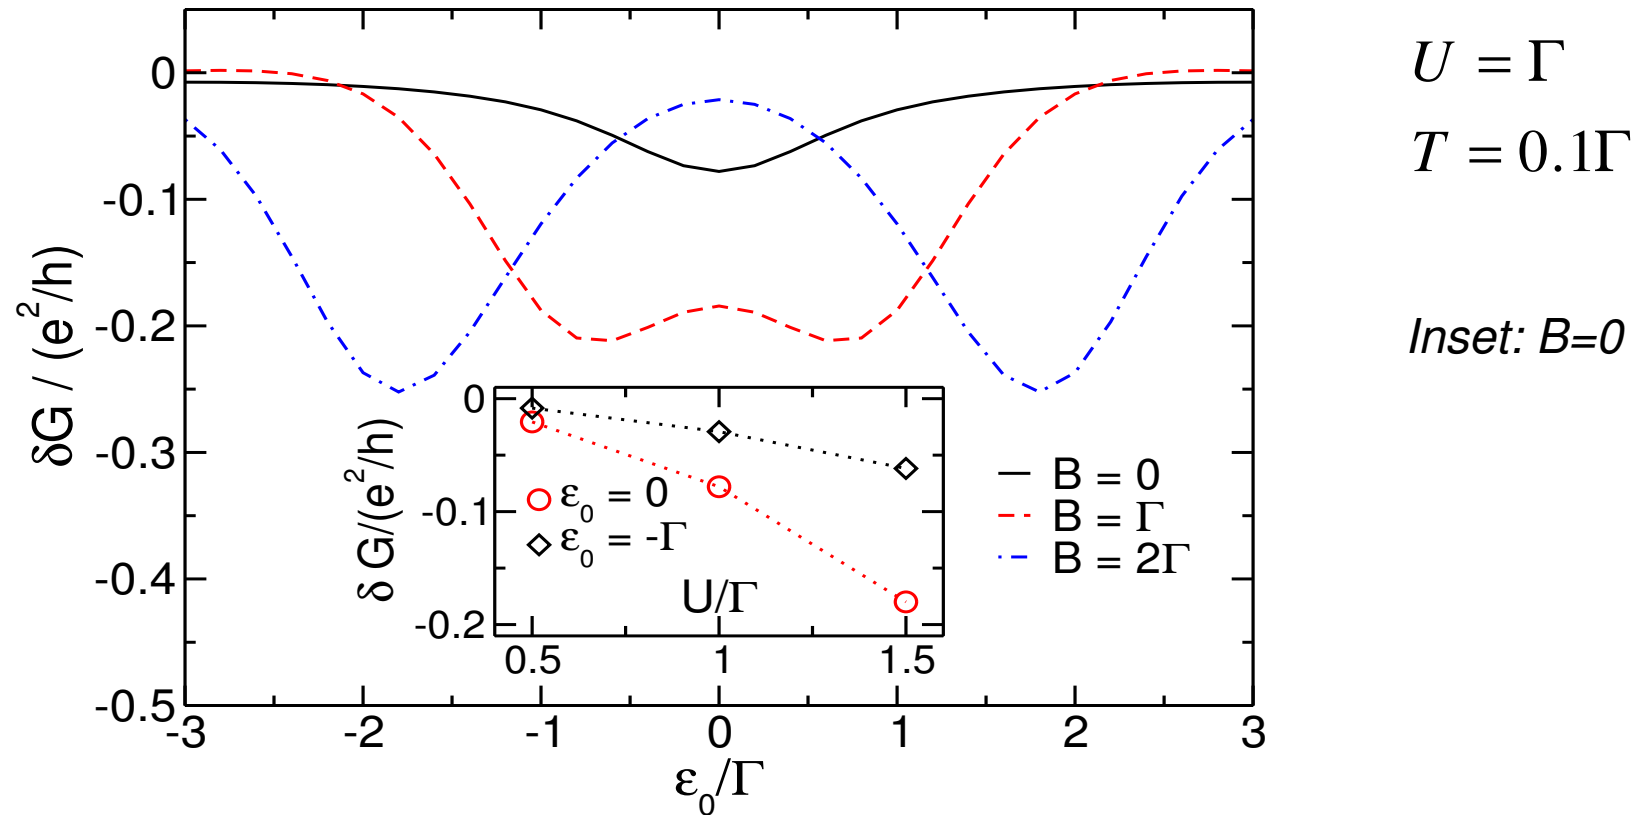 0
-0.1
-0.2
-0.3
-0.4
-0.5
δG / (e²/h)
-3
-2
-1
0
1
2
3
ε₀/Γ
0
-0.1
-0.2
δ G/(e²/h)
ε₀ = 0
ε₀ = -Γ
U/Γ
0.5
1
1.5
B = 0
B = Γ
B = 2Γ
U = Γ
T = 0.1Γ
Inset: B=0